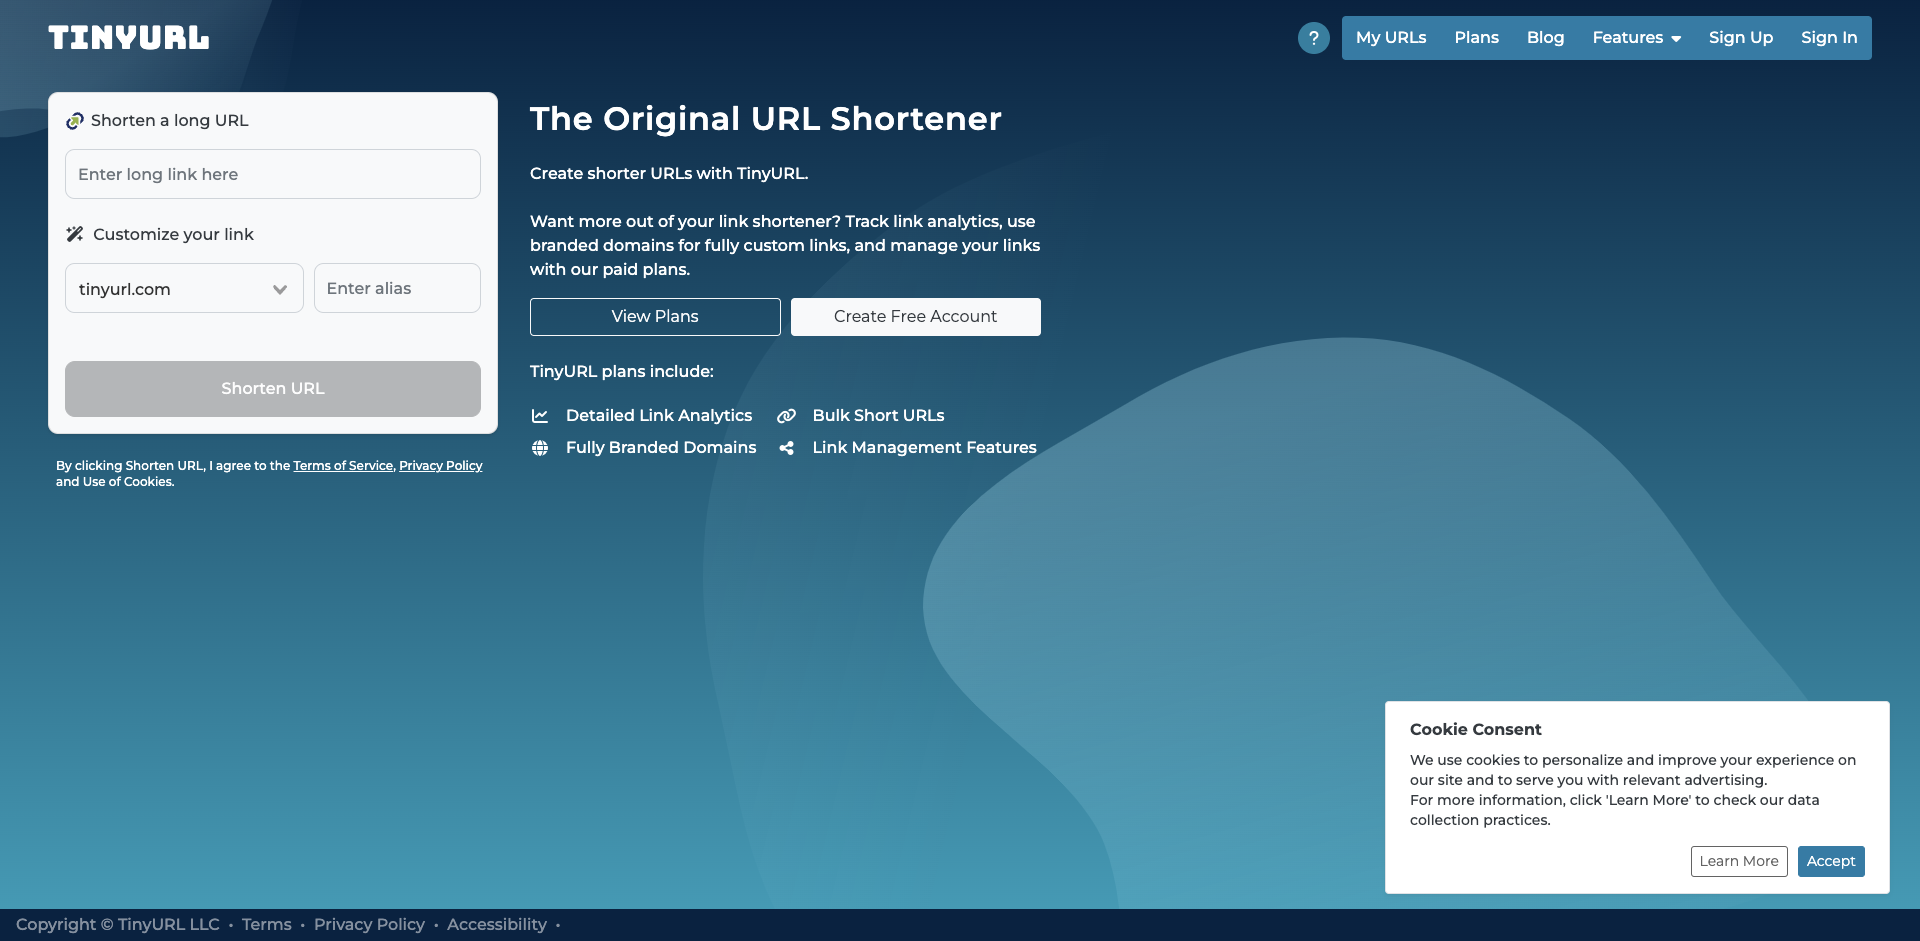 TINYURL
?
My URLs
Plans
Blog
Features
Sign Up
Sign In
Shorten a long URL
Enter long link here
Customize your link
tinyurl.com
Enter alias
Shorten URL
By clicking Shorten URL, I agree to the Terms of Service, Privacy Policy
and Use of Cookies.
The Original URL Shortener
Create shorter URLs with TinyURL.
Want more out of your link shortener? Track link analytics, use
branded domains for fully custom links, and manage your links
with our paid plans.
View Plans
Create Free Account
TinyURL plans include:
Detailed Link Analytics
Bulk Short URLs
Fully Branded Domains
Link Management Features
Cookie Consent
We use cookies to personalize and improve your experience on
our site and to serve you with relevant advertising.
For more information, click 'Learn More' to check our data
collection practices.
Learn More
Accept
Copyright © TinyURL LLC • Terms • Privacy Policy • Accessibility •